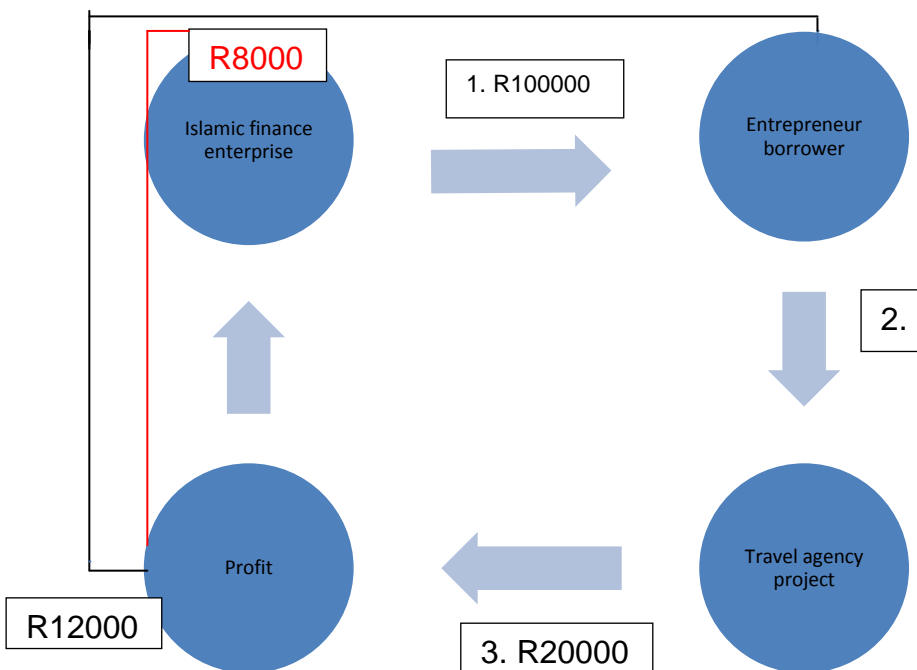 R8000
1. R100000
Islamic finance
enterprise
Entrepreneur
borrower
2.
Profit
Travel agency
project
R12000
3. R20000